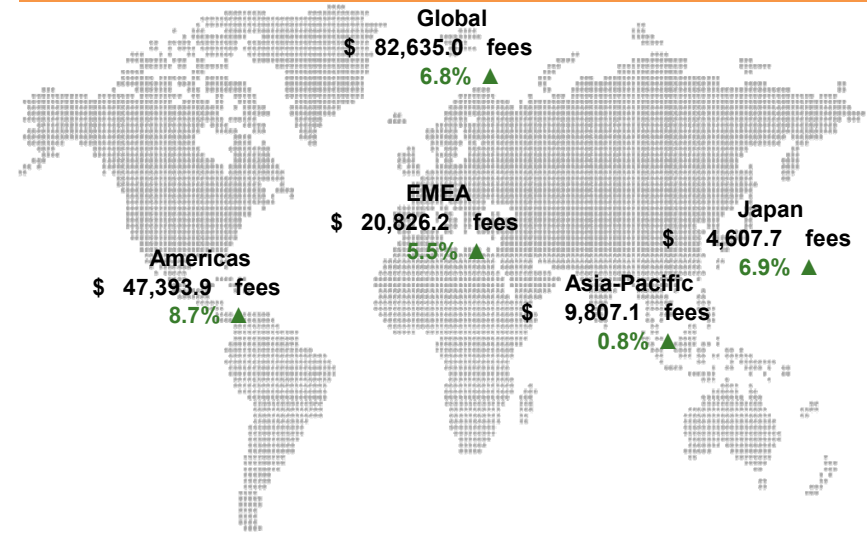 Global
$ 82,635.0 fees
6.8% ▲
EMEA
$ 20,826.2 fees
5.5% ▲
Japan
$ 4,607.7 fees
6.9% ▲
Americas
$ 47,393.9 fees
8.7% ▲
Asia-Pacific
$ 9,807.1 fees
0.8% ▲